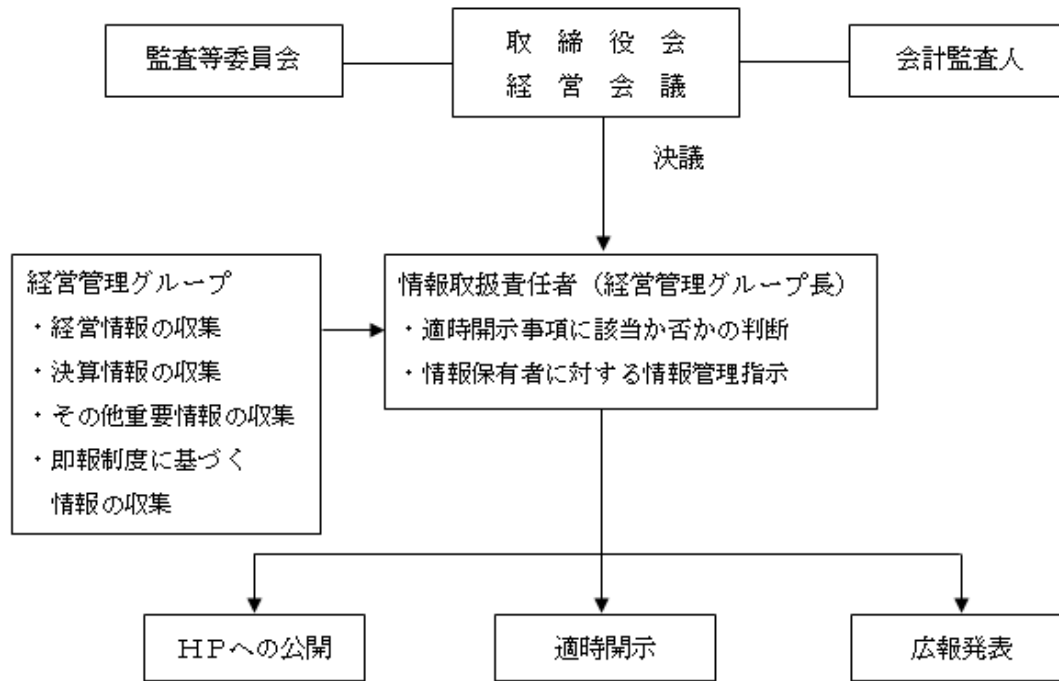 監査等委員会
取締役会
経営会議
会計監査人
決議
経営管理グループ
・経営情報の収集
・決算情報の収集
・その他重要情報の収集
・即報制度に基づく
情報の収集
情報取扱責任者（経営管理グループ長）
・適時開示事項に該当か否かの判断
・情報保有者に対する情報管理指示
ＨＰへの公開
適時開示
広報発表